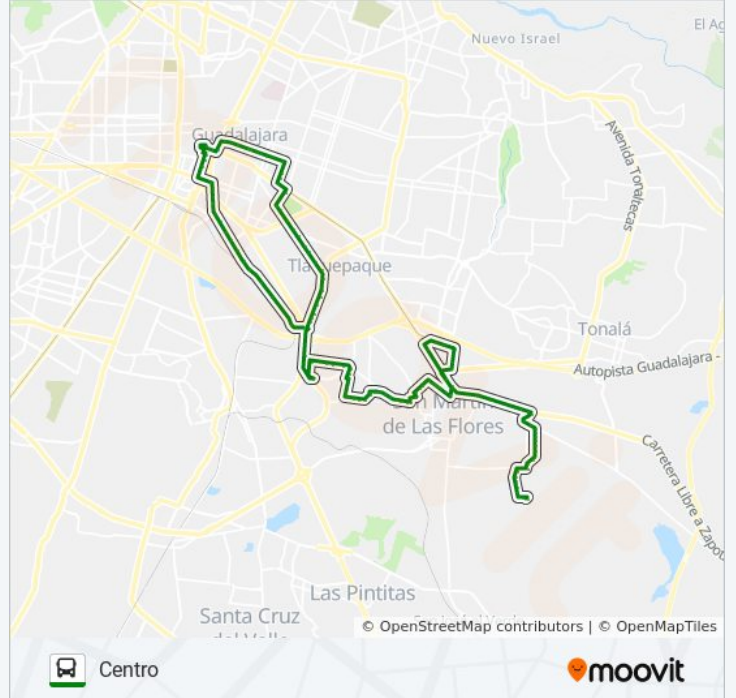 El Ag
Nuevo Israel
Guadalajara
Avenida Tonaltecas
Tlaquepaque
Tonalá
Autopista Guadalajara -
San Martín
de Las Flores
Carretera Libre a Zapot
Las Pintitas
Santa Cruz
del Valle
© OpenStreetMap contributors | © OpenMapTiles
Centro
moovit